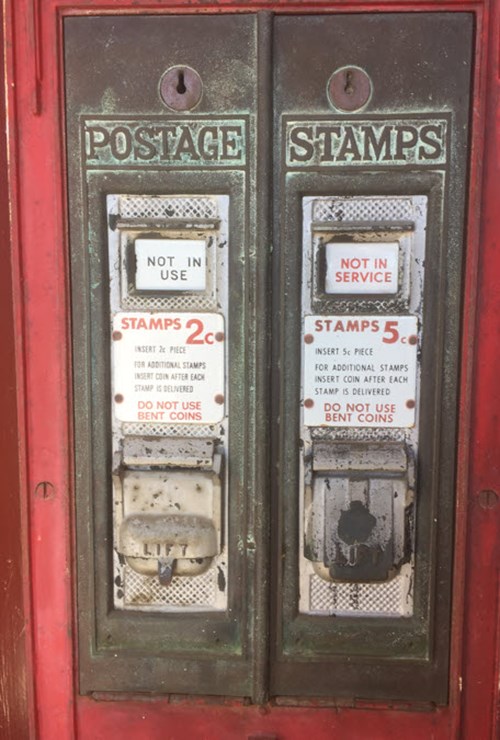 POSTAGE STAMPS
NOT IN
USE
STAMPS 2c
INSERT 2c PIECE
FOR ADDITIONAL STAMPS
INSERT COIN AFTER EACH
STAMP IS DELIVERED
DO NOT USE
BENT COINS
LIFT
NOT IN
SERVICE
STAMPS 5c
INSERT 5c PIECE
FOR ADDITIONAL STAMPS
INSERT COIN AFTER EACH
STAMP IS DELIVERED
DO NOT USE
BENT COINS